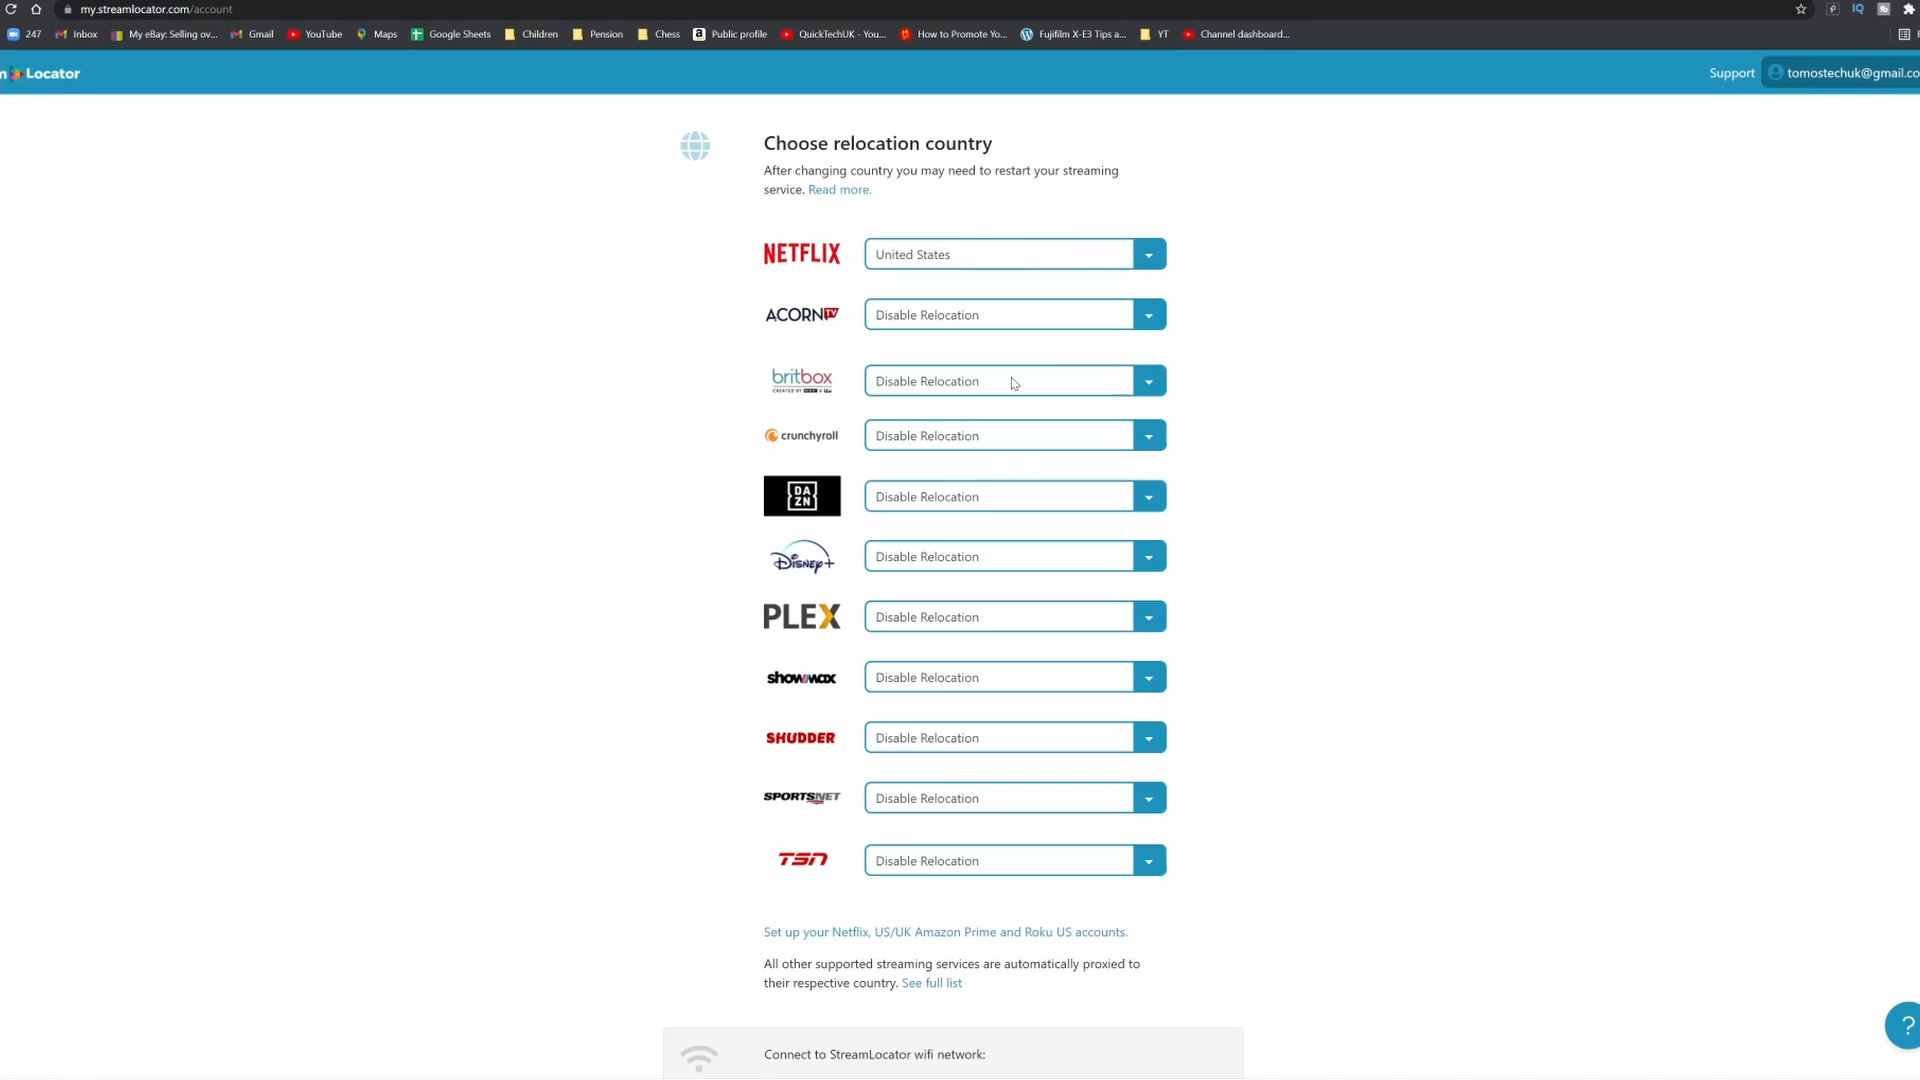 my.streamlocator.com/account
247
Inbox
My eBay: Selling ov...
Gmail
YouTube
Maps
Google Sheets
Children
Pension
Chess
Public profile
QuickTechUK - You...
How to Promote Yo...
Fujifilm X-E3 Tips a...
YT
Channel dashboard...
Locator
Support
tomostechuk@gmail.co
Choose relocation country
After changing country you may need to restart your streaming
service. Read more.
NETFLIX United States
ACORN TV Disable Relocation
britbox Disable Relocation
crunchyroll Disable Relocation
DAZN Disable Relocation
Disney+ Disable Relocation
PLEX Disable Relocation
showmax Disable Relocation
SHUDDER Disable Relocation
SPORTSNET Disable Relocation
TSN Disable Relocation
Set up your Netflix, US/UK Amazon Prime and Roku US accounts.
All other supported streaming services are automatically proxied to
their respective country. See full list
Connect to StreamLocator wifi network:
?